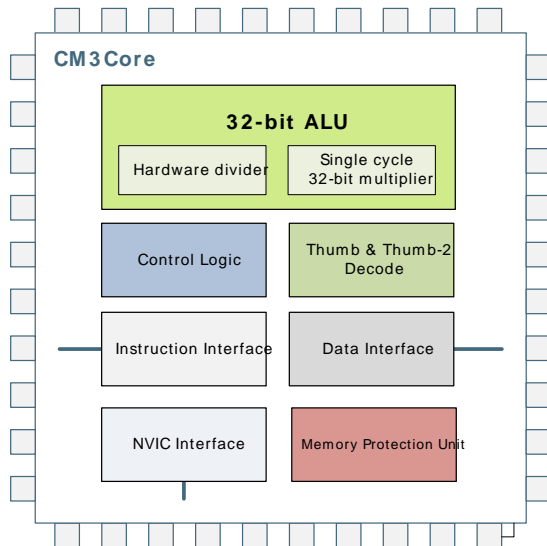 CM3Core
32-bit ALU
Hardware divider
Single cycle
32-bit multiplier
Control Logic
Thumb & Thumb-2
Decode
Instruction Interface
Data Interface
NVIC Interface
Memory Protection Unit